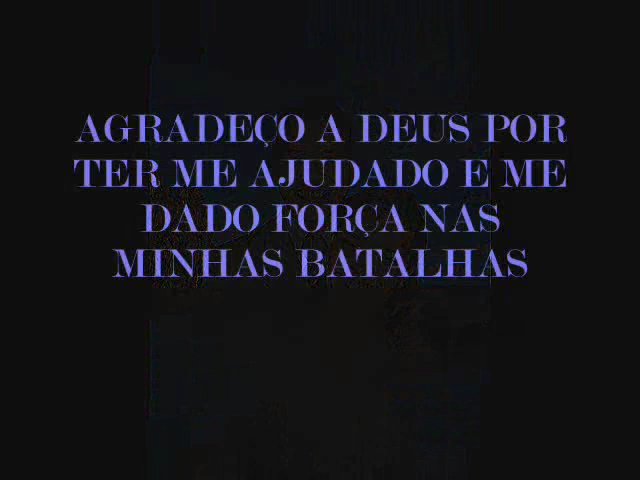 AGRADEÇO A DEUS POR
TER ME AJUDADO E ME
DADO FORÇA NAS
MINHAS BATALHAS